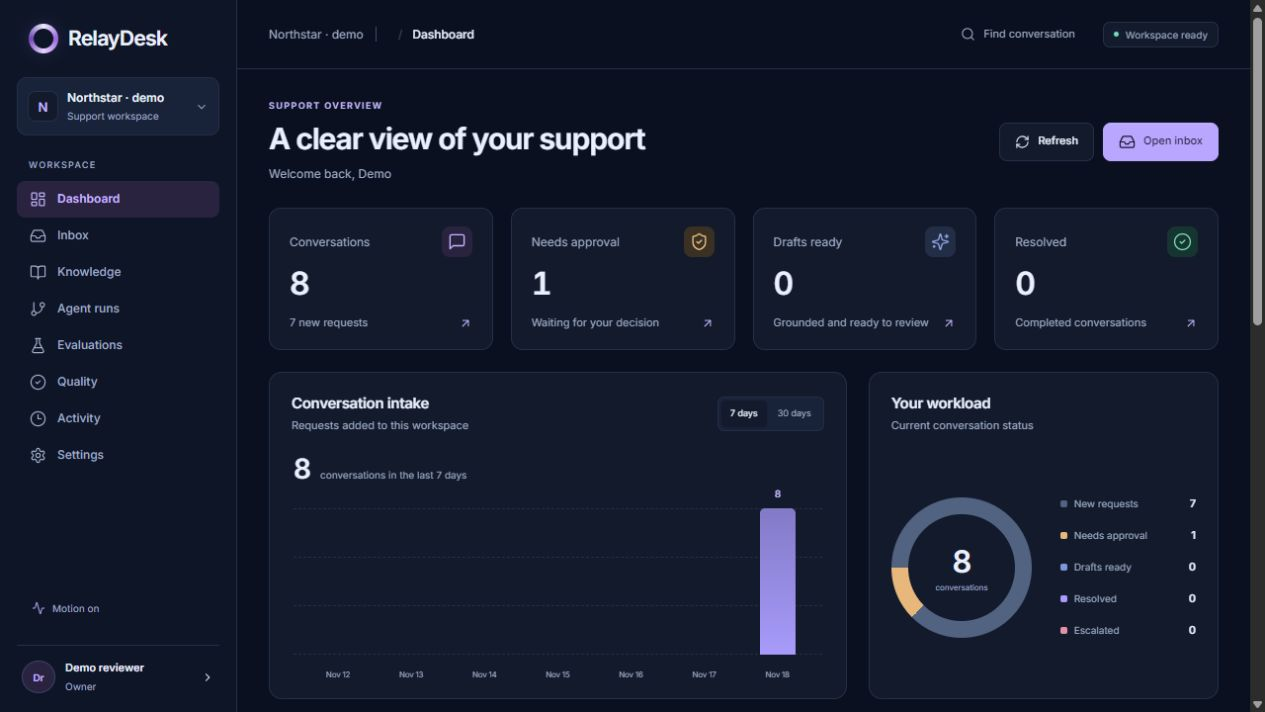 RelayDesk
N
Northstar · demo
Support workspace
WORKSPACE
Dashboard
Inbox
Knowledge
Agent runs
Evaluations
Quality
Activity
Settings
Motion on
Dr
Demo reviewer
Owner
Northstar · demo / Dashboard
Find conversation
Workspace ready
SUPPORT OVERVIEW
A clear view of your support
Welcome back, Demo
Refresh
Open inbox
Conversations
8
7 new requests
Needs approval
1
Waiting for your decision
Drafts ready
0
Grounded and ready to review
Resolved
0
Completed conversations
Conversation intake
Requests added to this workspace
7 days
30 days
8 conversations in the last 7 days
8
Nov 12 Nov 13 Nov 14 Nov 15 Nov 16 Nov 17 Nov 18
Your workload
Current conversation status
8
conversations
New requests 7
Needs approval 1
Drafts ready 0
Resolved 0
Escalated 0